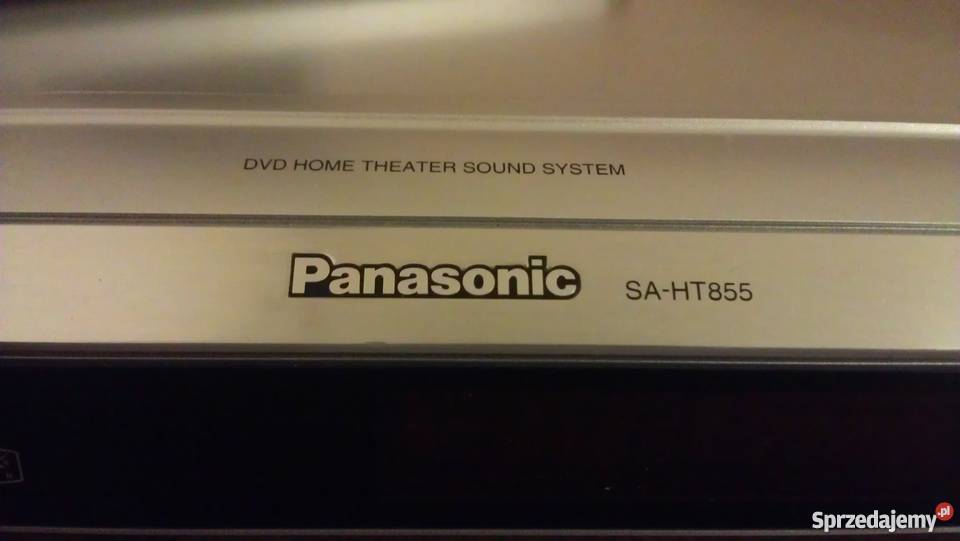 DVD HOME THEATER SOUND SYSTEM
Panasonic SA-HT855
Sprzedajemy.pl